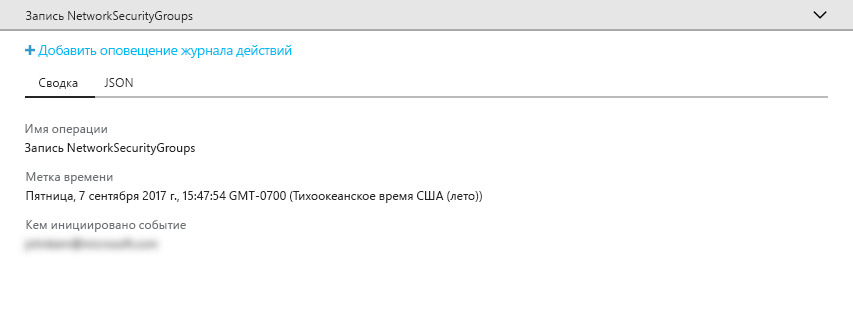 Запись NetworkSecurityGroups
+ Добавить оповещение журнала действий
Сводка JSON
Имя операции
Запись NetworkSecurityGroups
Метка времени
Пятница, 7 сентября 2017 г., 15:47:54 GMT-0700 (Тихоокеанское время США (лето))
Кем инициировано событие